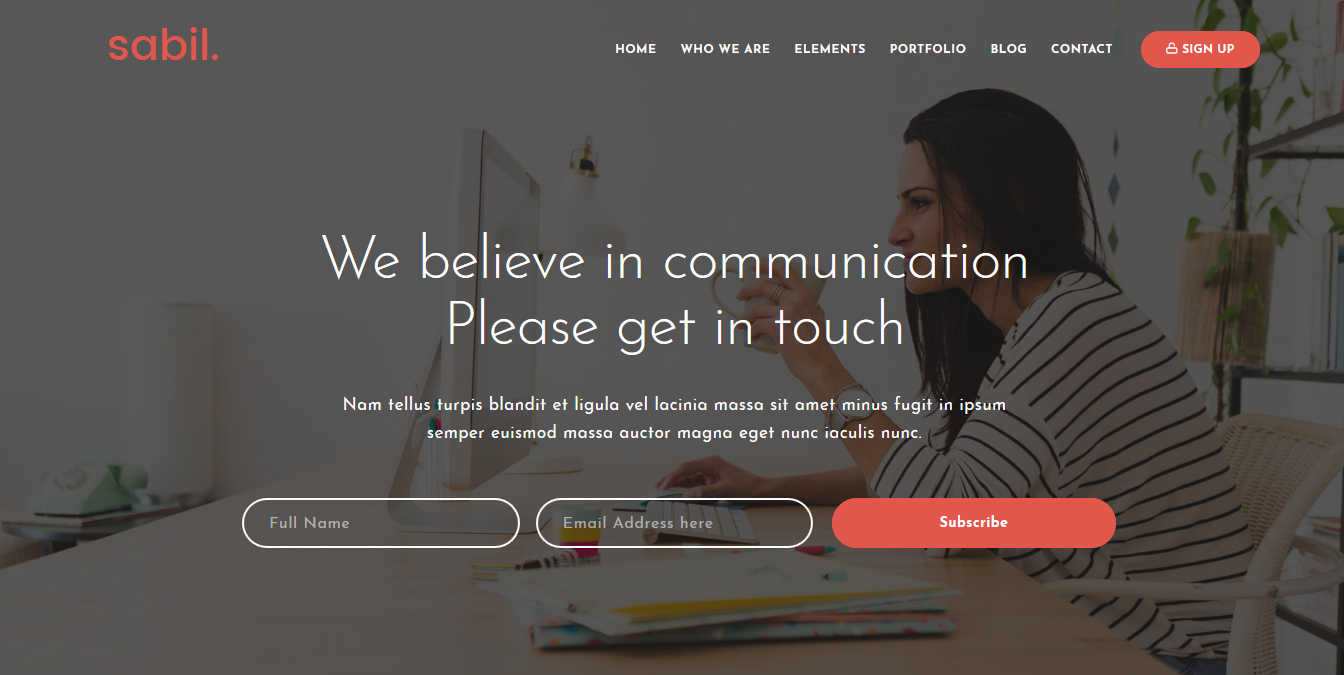 sabil.
HOME WHO WE ARE ELEMENTS PORTFOLIO BLOG CONTACT SIGN UP
We believe in communication
Please get in touch
Nam tellus turpis blandit et ligula vel lacinia massa sit amet minus fugit in ipsum
semper euismod massa auctor magna eget nunc iaculis nunc.
Full Name Email Address here Subscribe